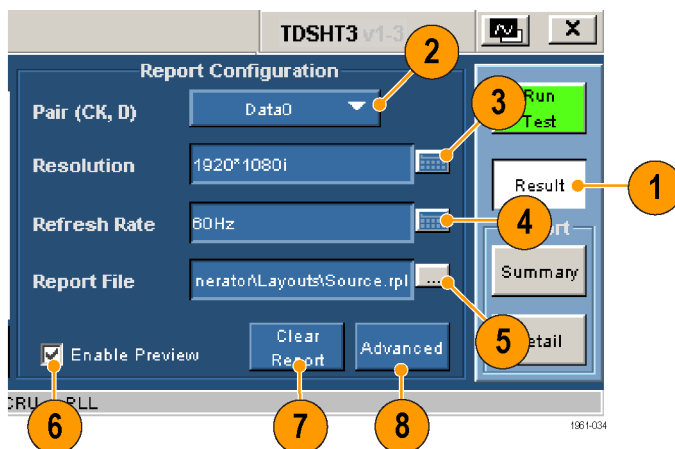 TDSHT3 v1-3
X
2
Report Configuration
Pair (CK, D)
Data0
Run
Test
3
Resolution
1920*1080i
Result
1
Refresh Rate
60Hz
4
Report File
nerator\Layouts\Source.rpl
...
Summary
5
etail
Enable Preview
Clear
Report
Advanced
6
7
8
1961-034